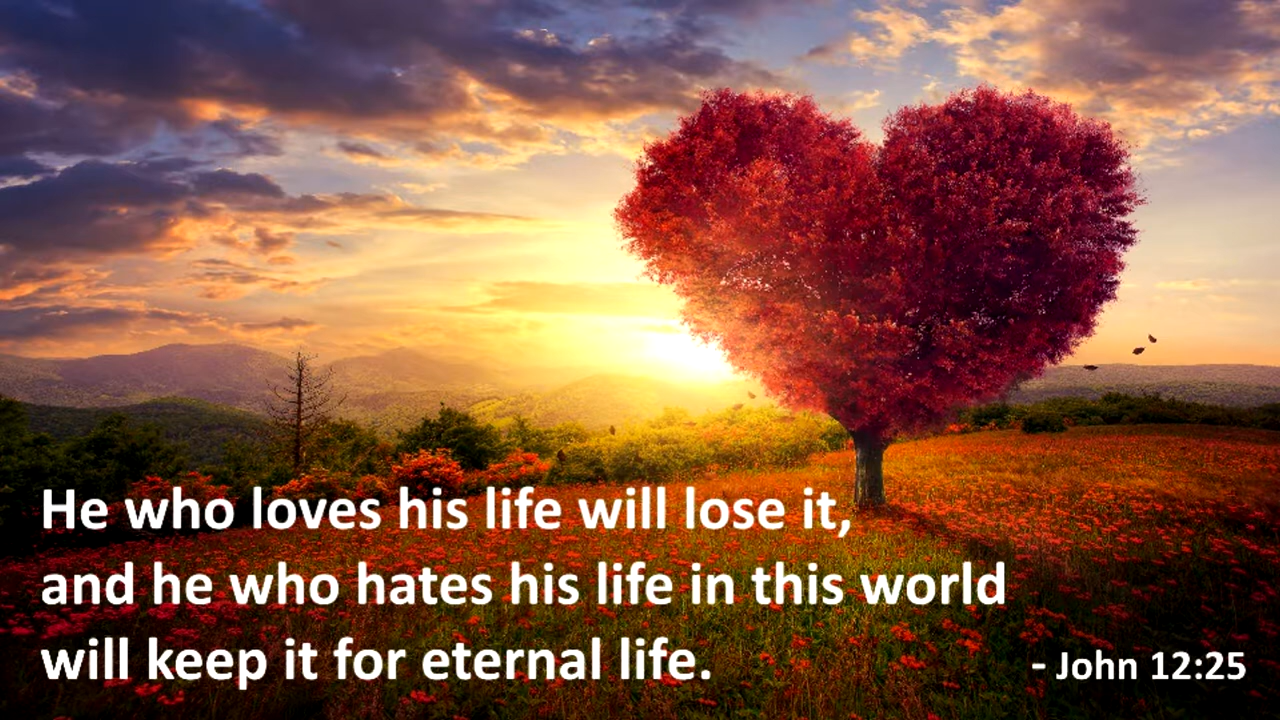 He who loves his life will lose it,
and he who hates his life in this world
will keep it for eternal life.
- John 12:25